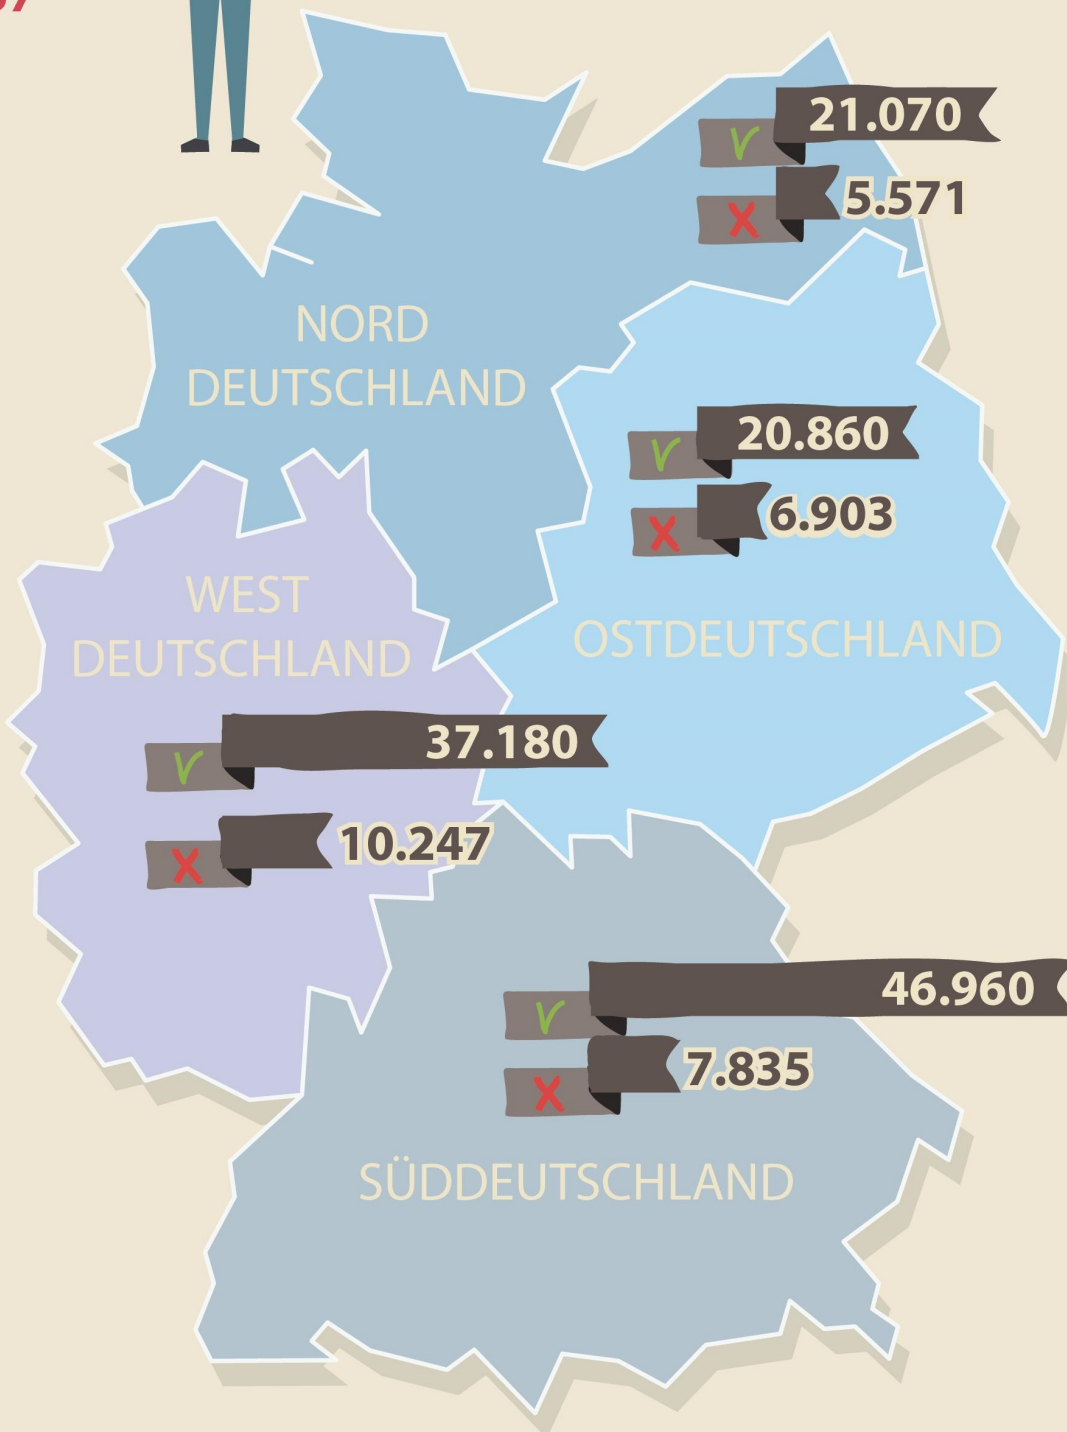 21.070
5.571
NORD
DEUTSCHLAND
20.860
6.903
WEST
DEUTSCHLAND
OSTDEUTSCHLAND
37.180
10.247
46.960
7.835
SÜDDEUTSCHLAND